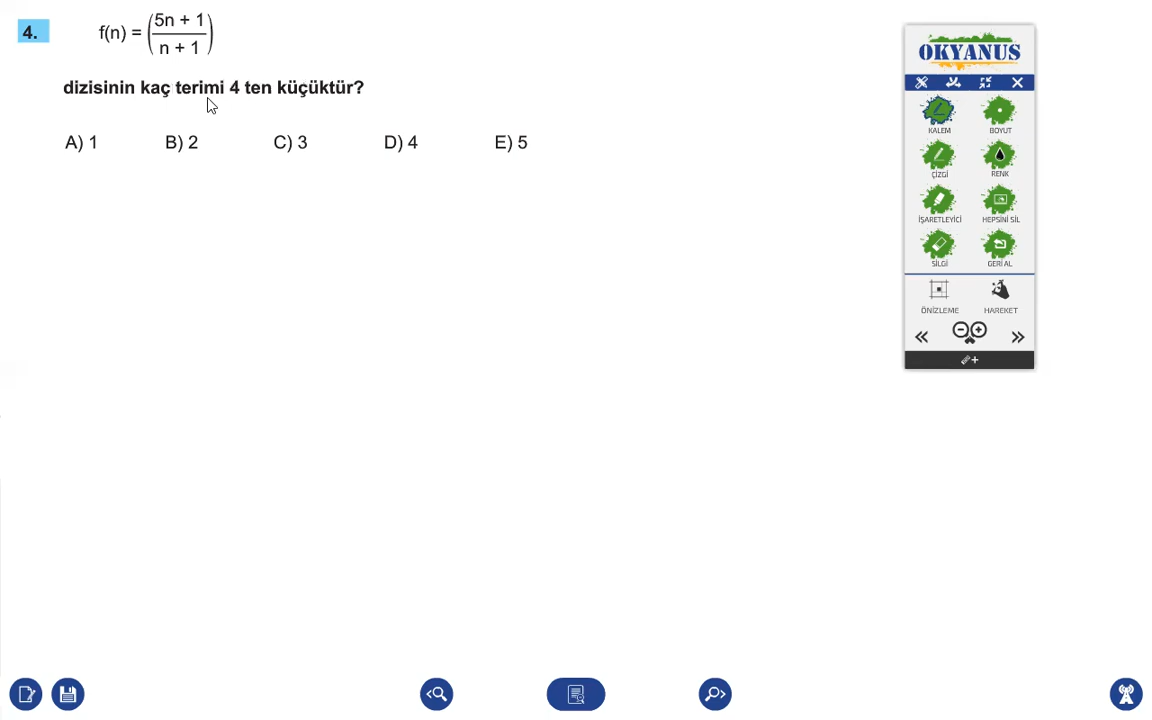 4.
f(n) = (5n + 1 / n + 1)
dizisinin kaç terimi 4 ten küçüktür?
A) 1 B) 2 C) 3 D) 4 E) 5
OKYANUS
KALEM BOYUT
ÇİZGİ RENK
İŞARETLEYİCİ HEPSİNİ SİL
SİLGİ GERİ AL
ÖNİZLEME HAREKET